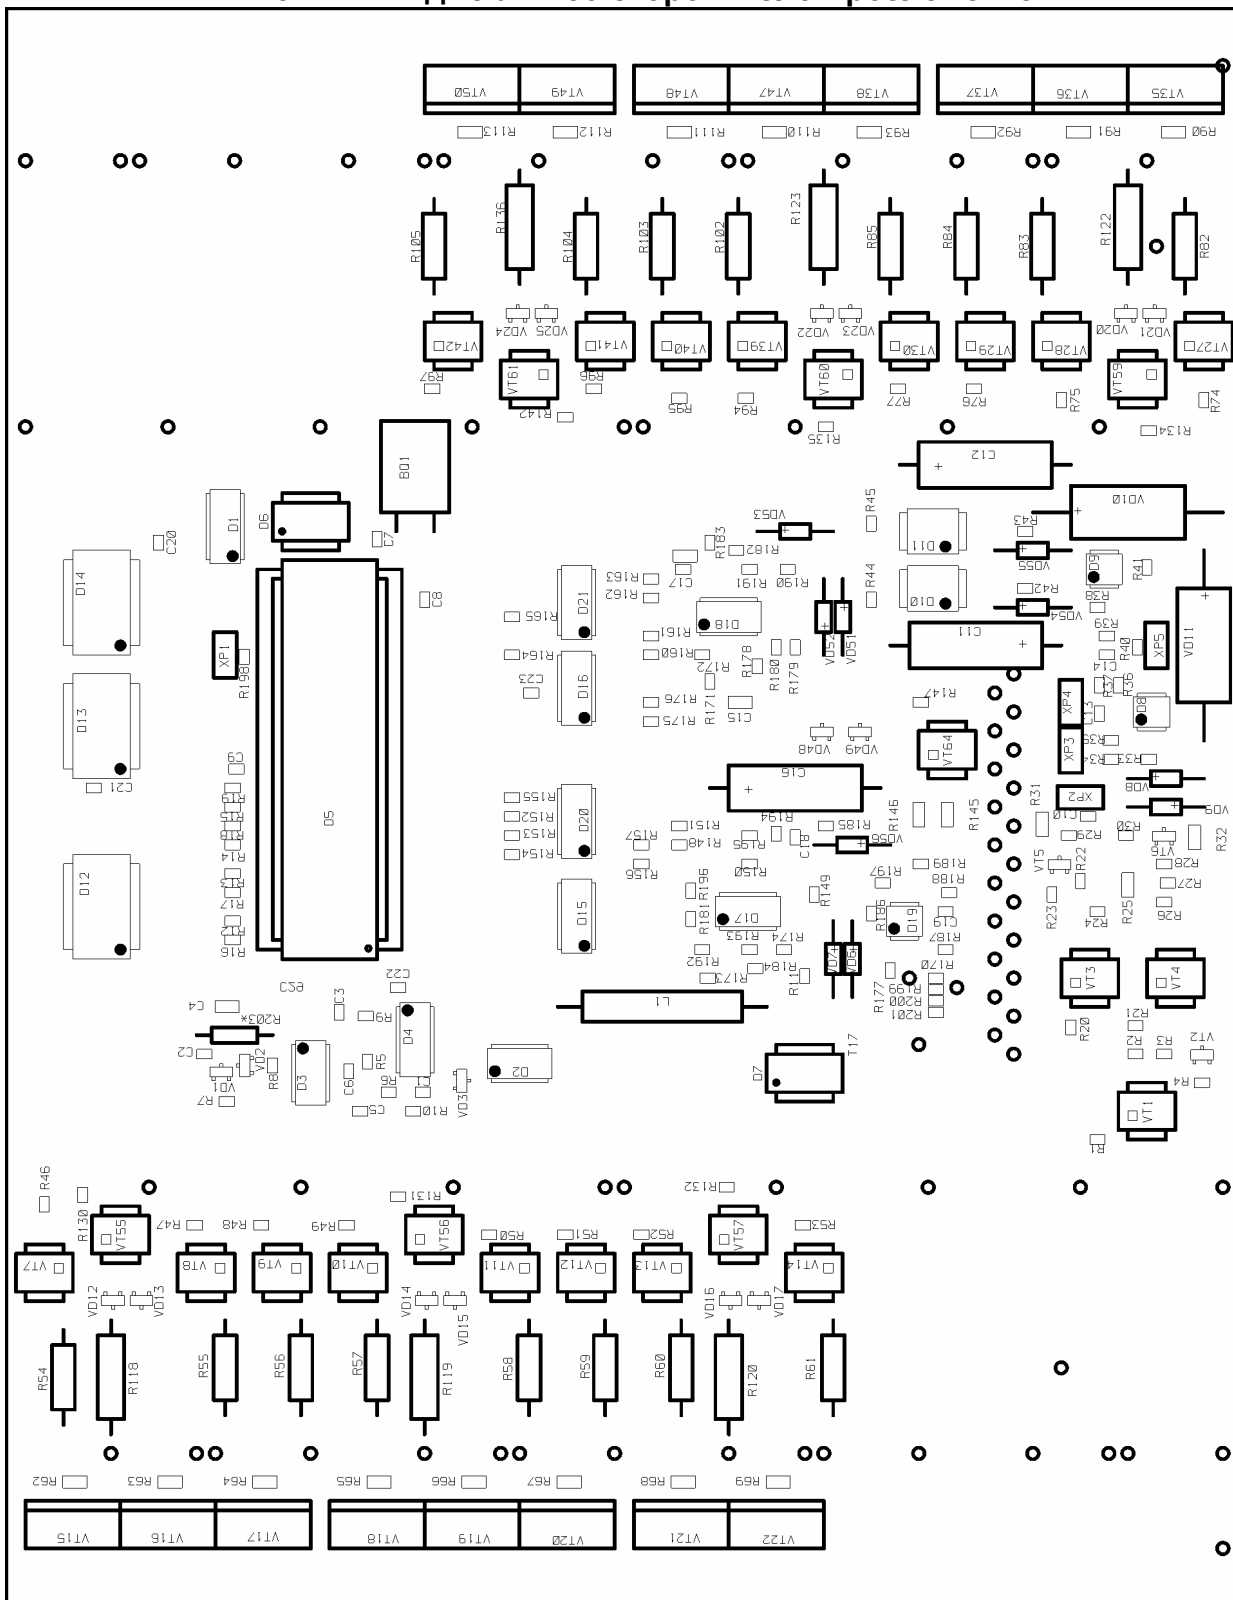 VT50 VT49 VT48 VT47 VT38 VT37 VT36 VT35
R113 R112 R111 R110 R93 R92 R91 R90
R105 R136 R104 R103 R102 R123 R85 R84 R83 R122 R82
VD24 VD25 VD22 VD23 VD20 VD21
VT42 VT41 VT40 VT39 VT30 VT29 VT28 VT27
VT61 VT60 VT59
R97 R96 R95 R94 R77 R76 R75 R74
R142 R135 R134
BQ1 C12
D1 D6 C7 C20 VD53 R183 R45 R43 VD10
R182 D11 VD55 D9 R41
D14 C8 R163 R162 C17 R191 R190 R44 D10 R42 VD54 R38
R165 D21 R161 D18 VD52 VD51 C11 R39 R40 XP5 VD11
XP1 R198 R164 R160 R172 R178 R180 R179 C14
C23 D16 R176 R171 C15 R147 XP4 R37 R36 C13 D8
D13 R175 VD48 VD49 VT64 XP3 R35 R34 R33
C9 C16 VD8
C21 R19 R155 R146 R145 R31 XP2 VD9
R15 D5 R152 D20 R151 R194 R185 C10 R30
R18 R153 R157 R148 R195 C18 VD56 R29 VT6 R32
R14 R154 R156 R150 R189 VT5 R22 R28
D12 R13 R196 R149 R197 R188 R23 R25 R27
R17 D15 R181 D17 R186 D19 C19 R24 R26
R12 R193 R174 R187
R16 R192 VD7 VD6 R170 VT3 VT4
C22 R173 R184 R11 R177 R199
C29 C4 C3 L1 R200
R203* R9 D4 R201 R20 R21
C2 VD2 T17 R2 R3 VT2
VD1 R8 D3 C6 R5 D2 D7 R4
R7 R6 C1 VD3 VT1
C5 R10 R1
R46 R130 R131 R132
VT55 R47 R48 R49 VT56 R50 R51 R52 VT57 R53
VT7 VT8 VT9 VT10 VT11 VT12 VT13 VT14
VD12 VD13 VD14 VD15 VD16 VD17
R54 R118 R55 R56 R57 R119 R58 R59 R60 R120 R61
R62 R63 R64 R65 R66 R67 R68 R69
VT15 VT16 VT17 VT18 VT19 VT20 VT21 VT22